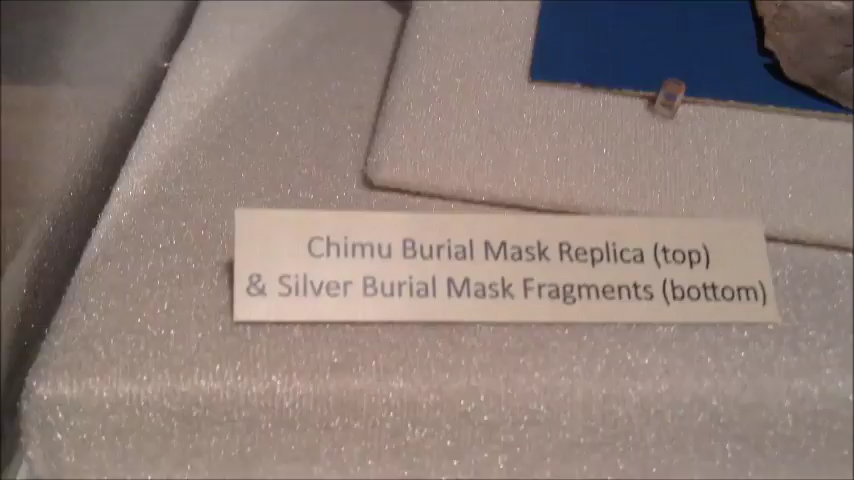 Chimu Burial Mask Replica (top)
& Silver Burial Mask Fragments (bottom)